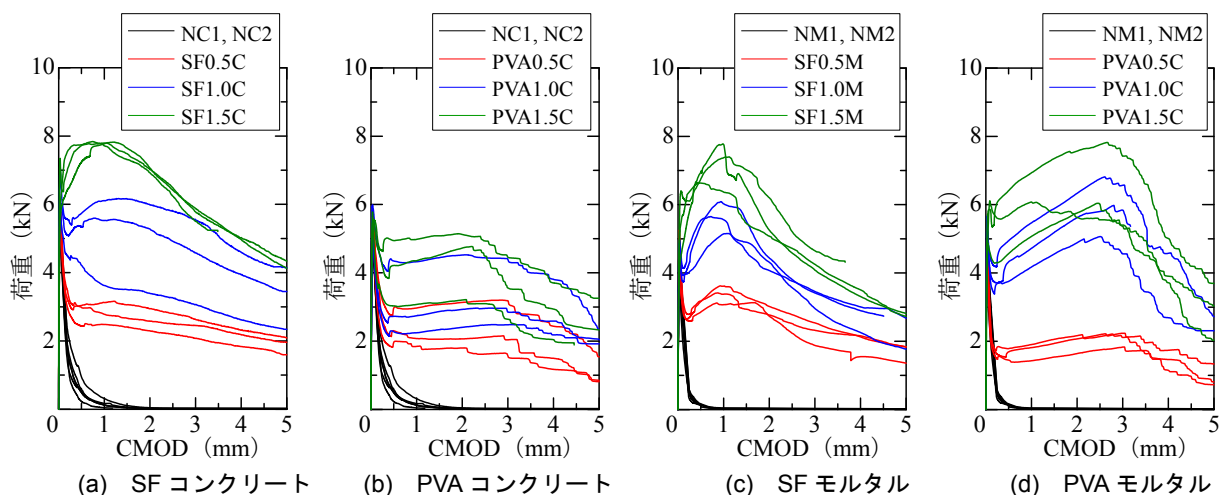 NC1, NC2
SF0.5C
SF1.0C
SF1.5C
10
8
6
4
2
0
1
2
3
4
5
荷重 (kN)
CMOD (mm)
(a) SF コンクリート
NC1, NC2
PVA0.5C
PVA1.0C
PVA1.5C
10
8
6
4
2
0
1
2
3
4
5
荷重 (kN)
CMOD (mm)
(b) PVA コンクリート
NM1, NM2
SF0.5M
SF1.0M
SF1.5M
10
8
6
4
2
0
1
2
3
4
5
荷重 (kN)
CMOD (mm)
(c) SF モルタル
NM1, NM2
PVA0.5C
PVA1.0C
PVA1.5C
10
8
6
4
2
0
1
2
3
4
5
荷重 (kN)
CMOD (mm)
(d) PVA モルタル